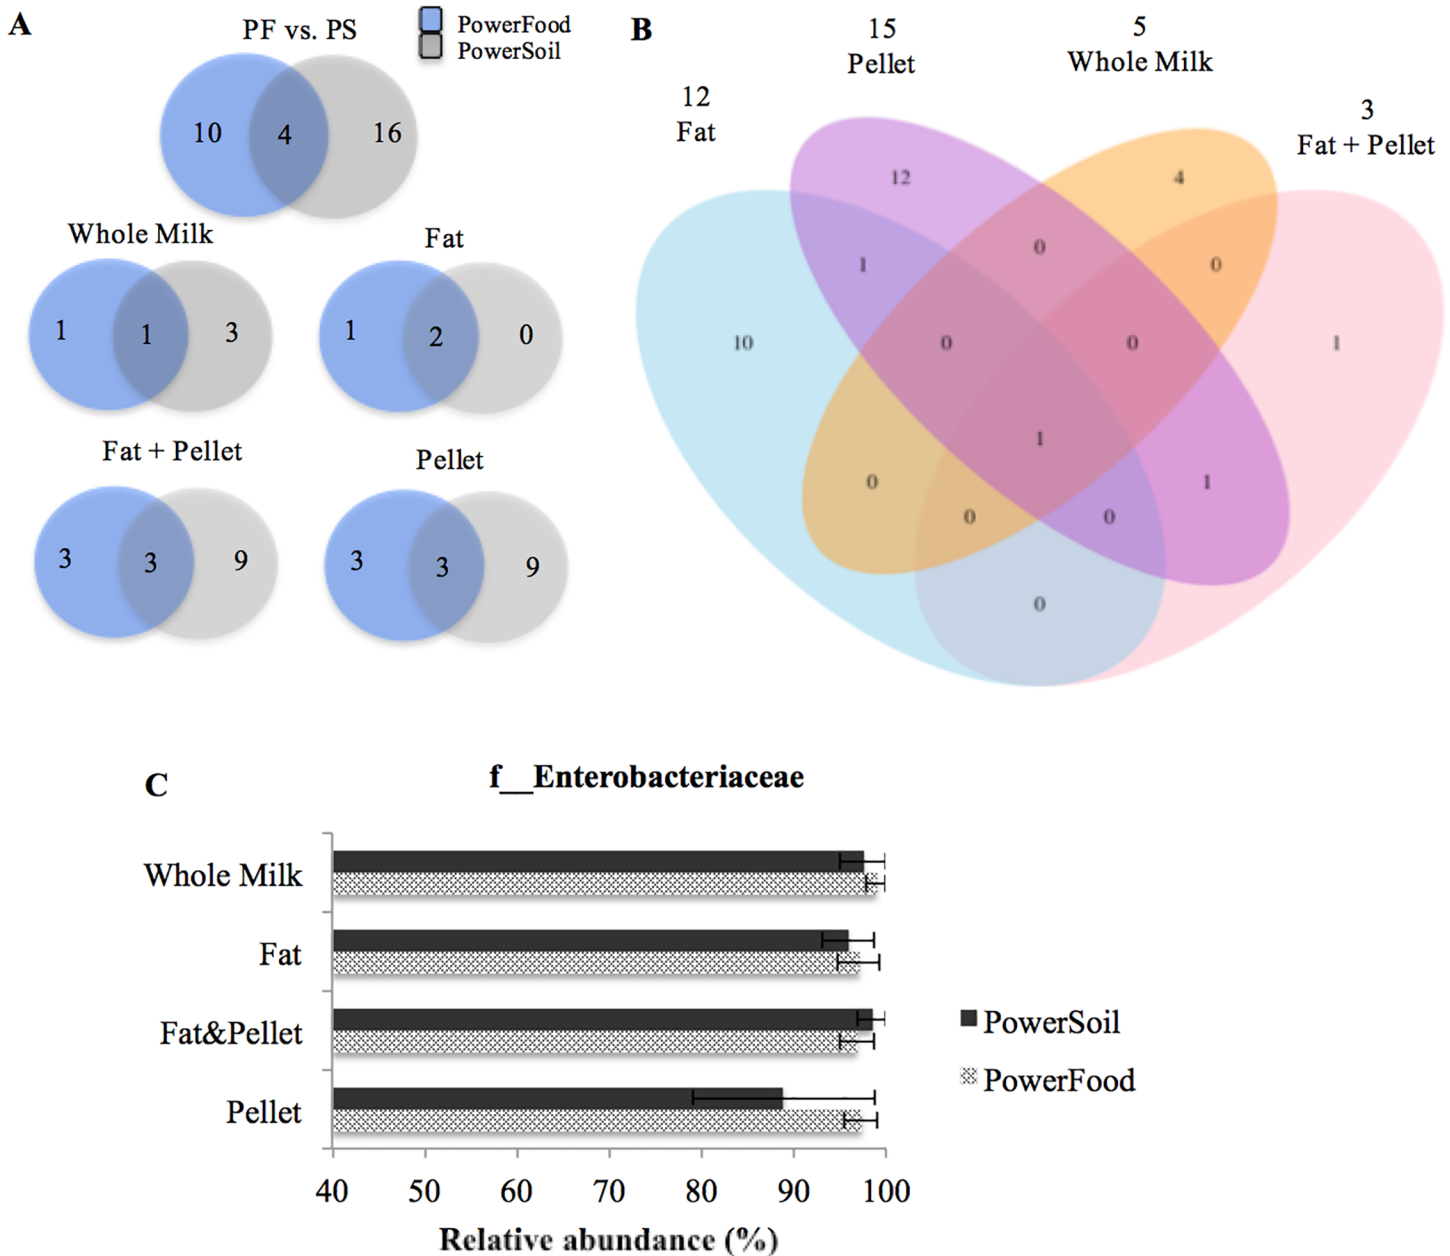 A
PF vs. PS
PowerFood
PowerSoil
10 4 16
Whole Milk
1 1 3
Fat
1 2 0
Fat + Pellet
3 3 9
Pellet
3 3 9
B
12
Fat
15
Pellet
5
Whole Milk
3
Fat + Pellet
12
4
0
1
0
10
0
0
1
1
0
1
0
0
0
C
f__Enterobacteriaceae
Whole Milk
Fat
Fat&Pellet
Pellet
PowerSoil
PowerFood
40 50 60 70 80 90 100
Relative abundance (%)